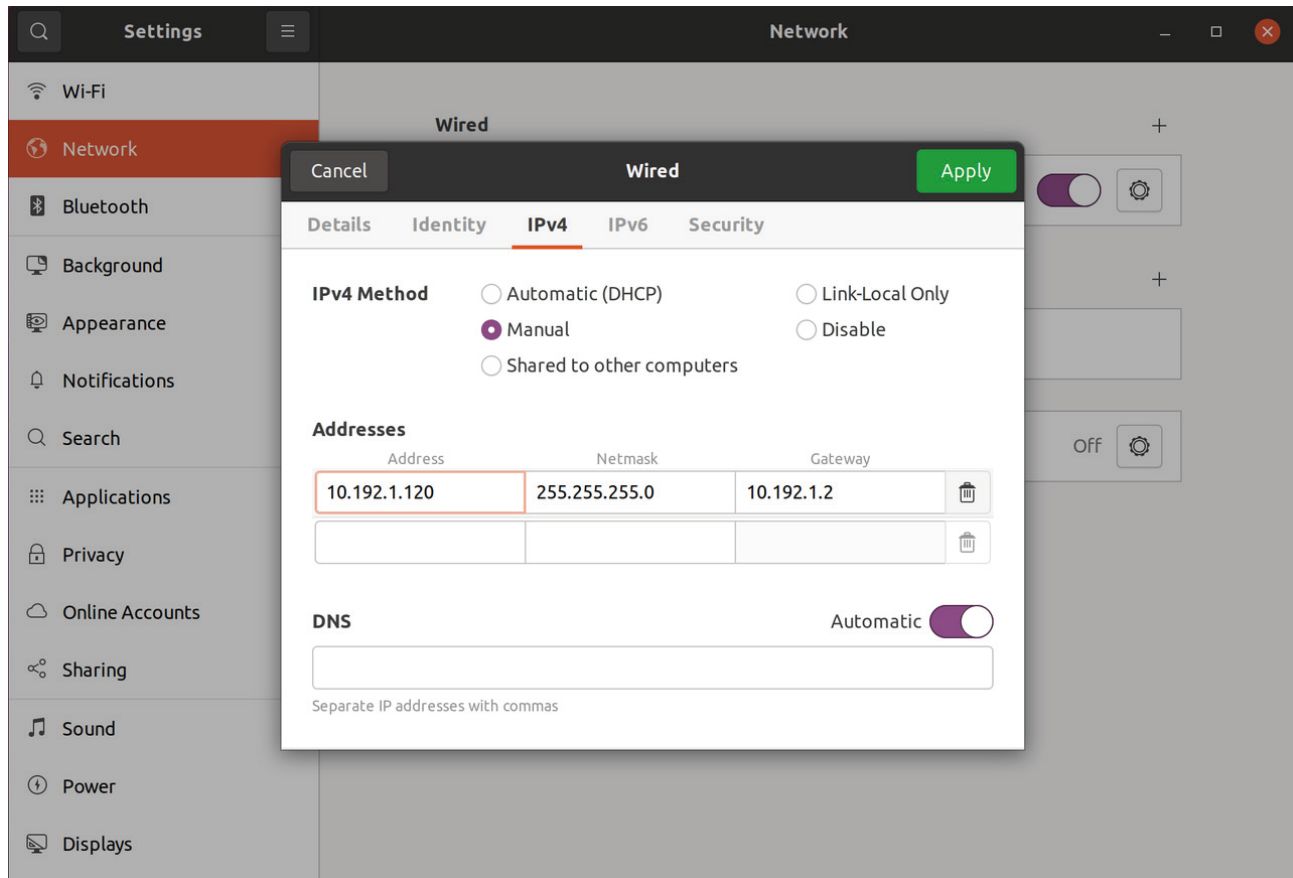 Settings
Network
Wi-Fi
Network
Bluetooth
Background
Appearance
Notifications
Search
Applications
Privacy
Online Accounts
Sharing
Sound
Power
Displays
Wired
Off
Cancel
Wired
Apply
Details Identity IPv4 IPv6 Security
IPv4 Method
Automatic (DHCP)
Link-Local Only
Manual
Disable
Shared to other computers
Addresses
Address Netmask Gateway
10.192.1.120 255.255.255.0 10.192.1.2
DNS
Automatic
Separate IP addresses with commas